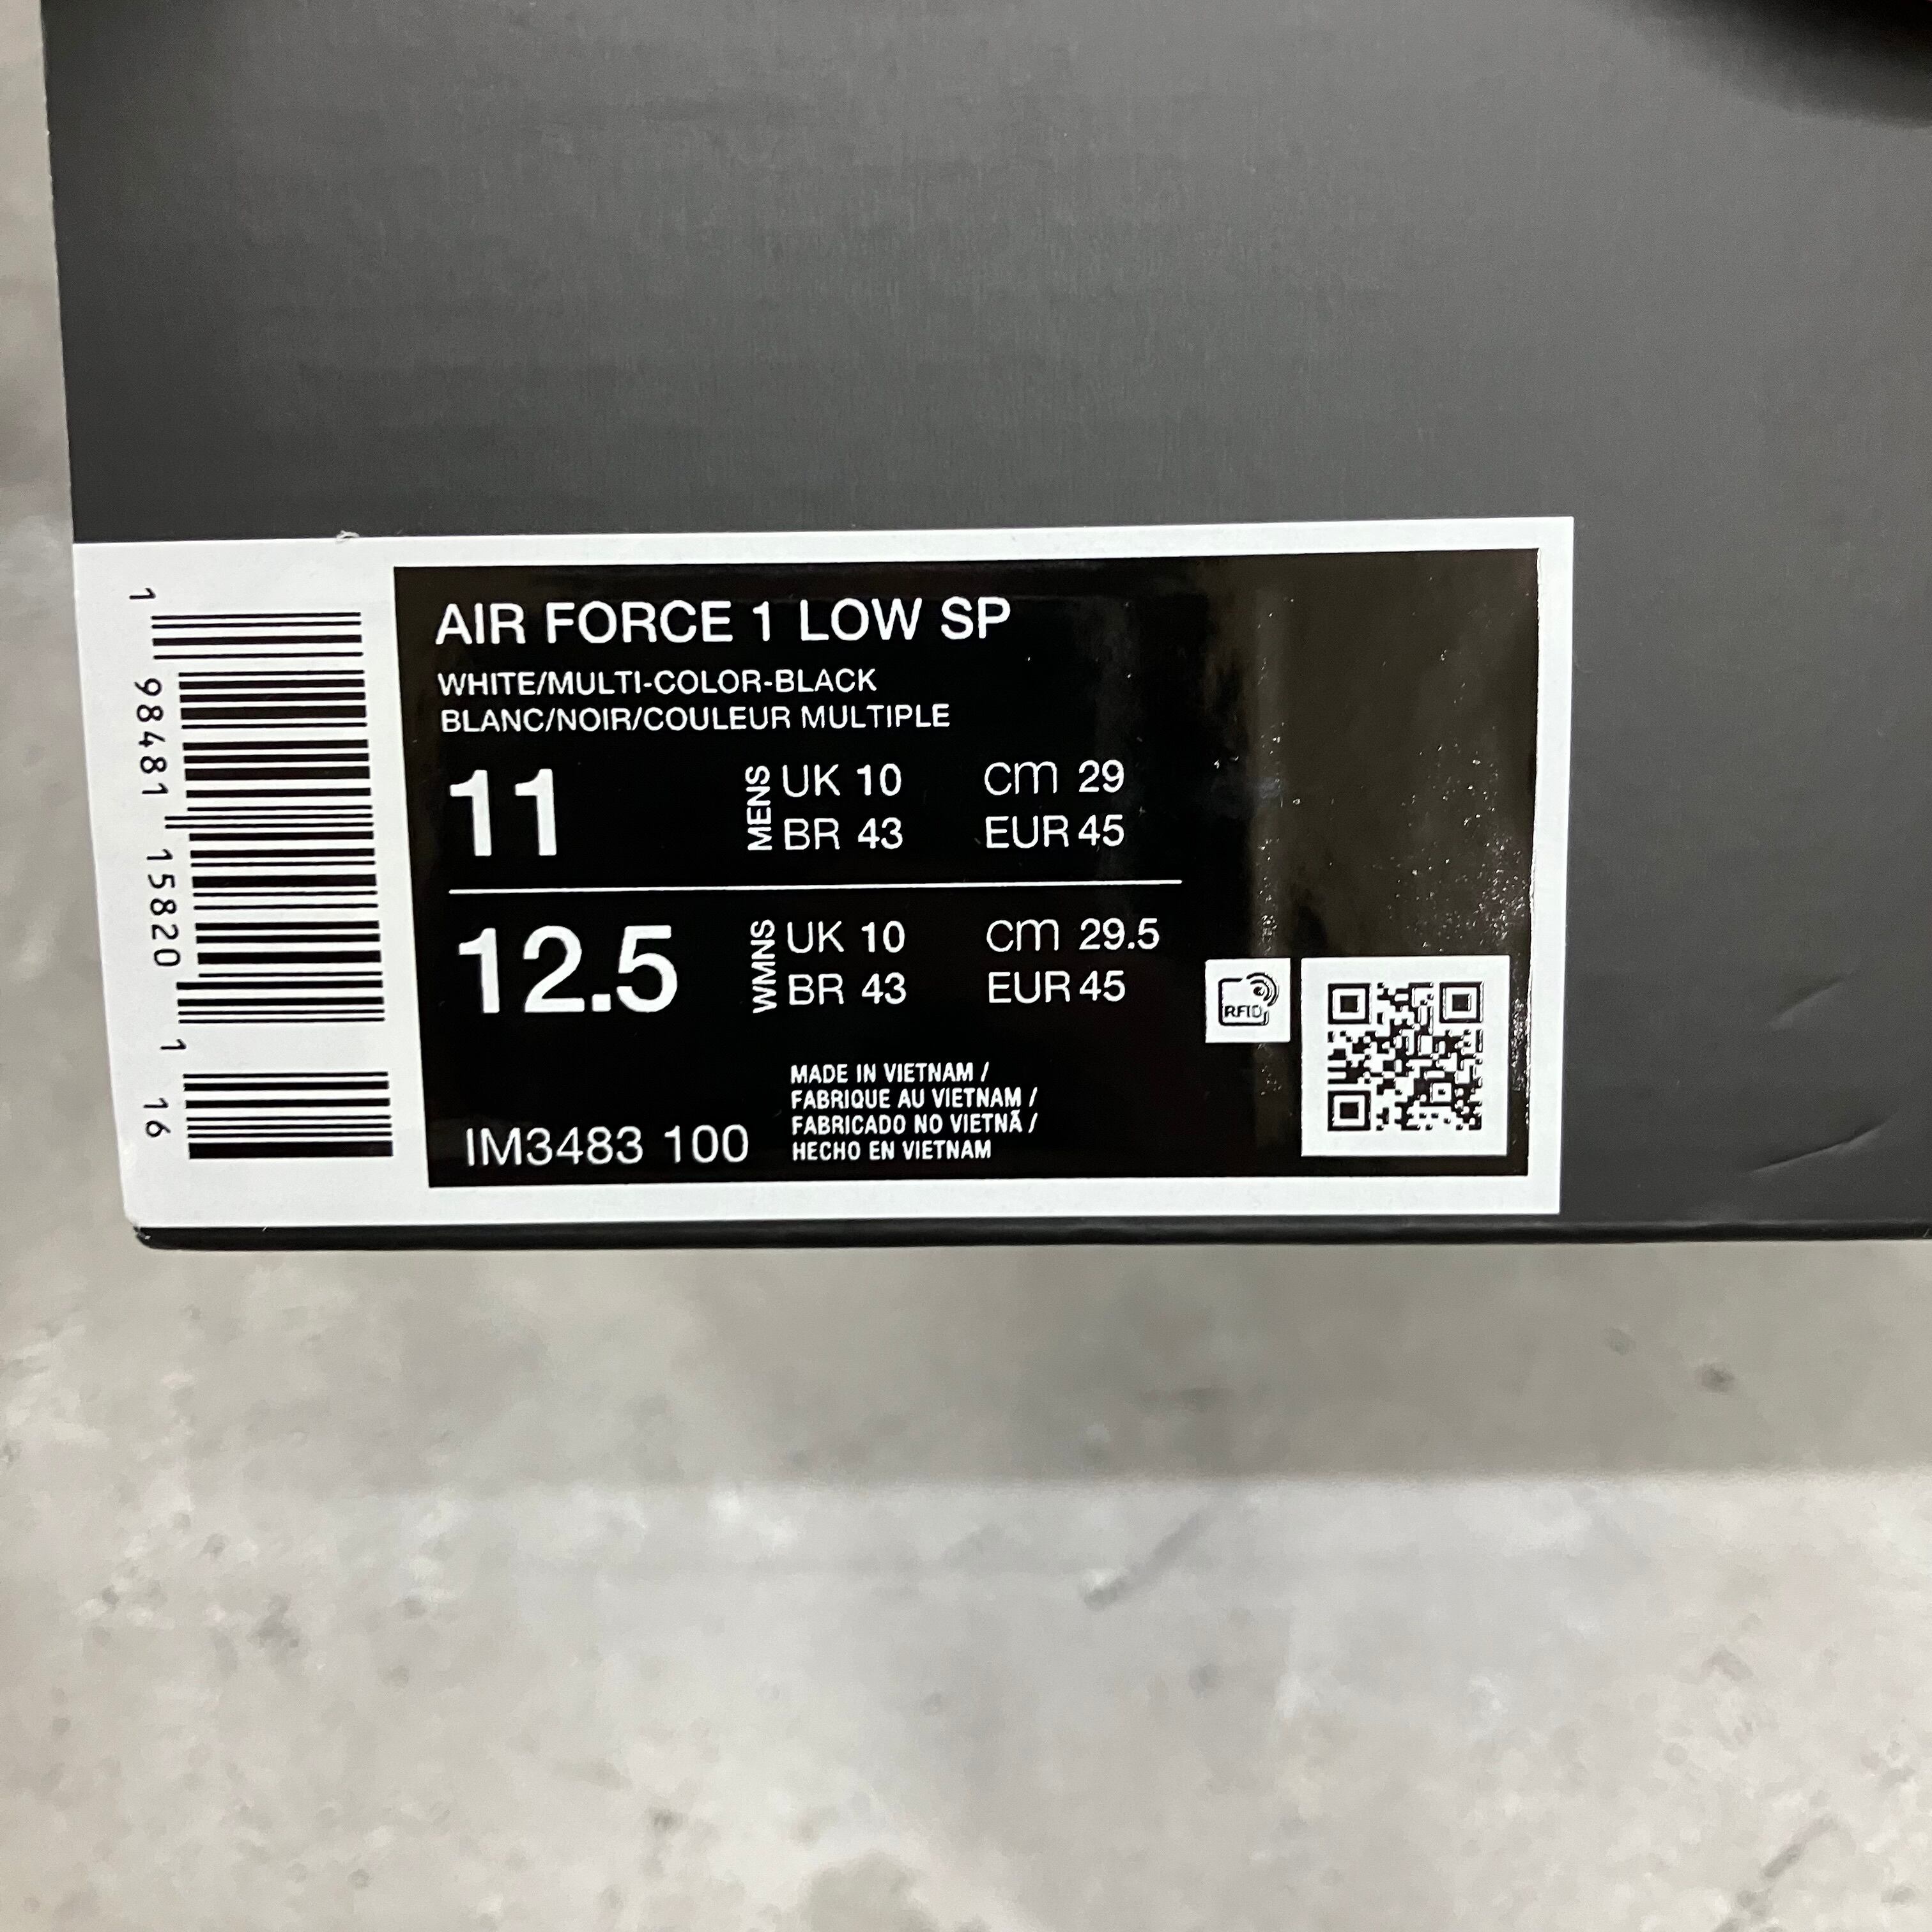 1 98481 15820 1 16
AIR FORCE 1 LOW SP
WHITE/MULTI-COLOR-BLACK
BLANC/NOIR/COULEUR MULTIPLE
11
MENS
UK 10 cm 29
BR 43 EUR 45
12.5
WMNS
UK 10 cm 29.5
BR 43 EUR 45
RFID
MADE IN VIETNAM /
FABRIQUE AU VIETNAM /
FABRICADO NO VIETNÃ /
HECHO EN VIETNAM
IM3483 100